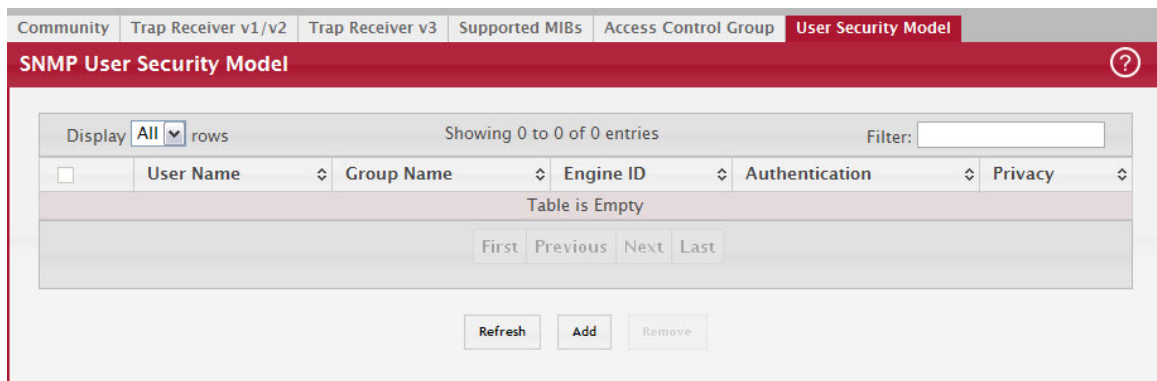 Community Trap Receiver v1/v2 Trap Receiver v3 Supported MIBs Access Control Group User Security Model
SNMP User Security Model ?
Display All rows Showing 0 to 0 of 0 entries Filter:
User Name Group Name Engine ID Authentication Privacy
Table is Empty
First Previous Next Last
Refresh Add Remove